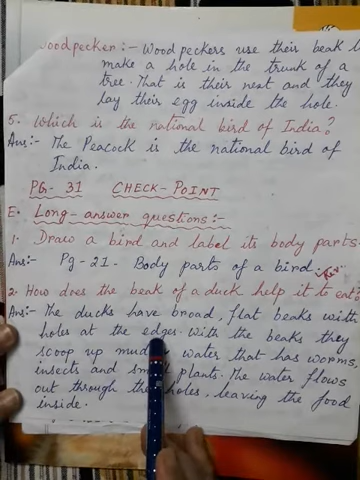 Woodpecker :- Woodpeckers use their beak
make a hole in the trunk of a
tree. That is their nest and they
lay their egg inside the hole.
5. Which is the national bird of India?
Ans:- The Peacock is the national bird of
India.
PG - 31 CHECK-POINT
E. Long-answer questions:-
1. Draw a bird and label its body parts.
Ans:- Pg-21- Body parts of a bird.
2. How does the beak of a duck help it to eat?
Ans:- The ducks have broad, flat beaks with
holes at the edges. With the beaks they
scoop up water that has worms,
insects and small plants. The water flows
out through the holes, leaving the food
inside.